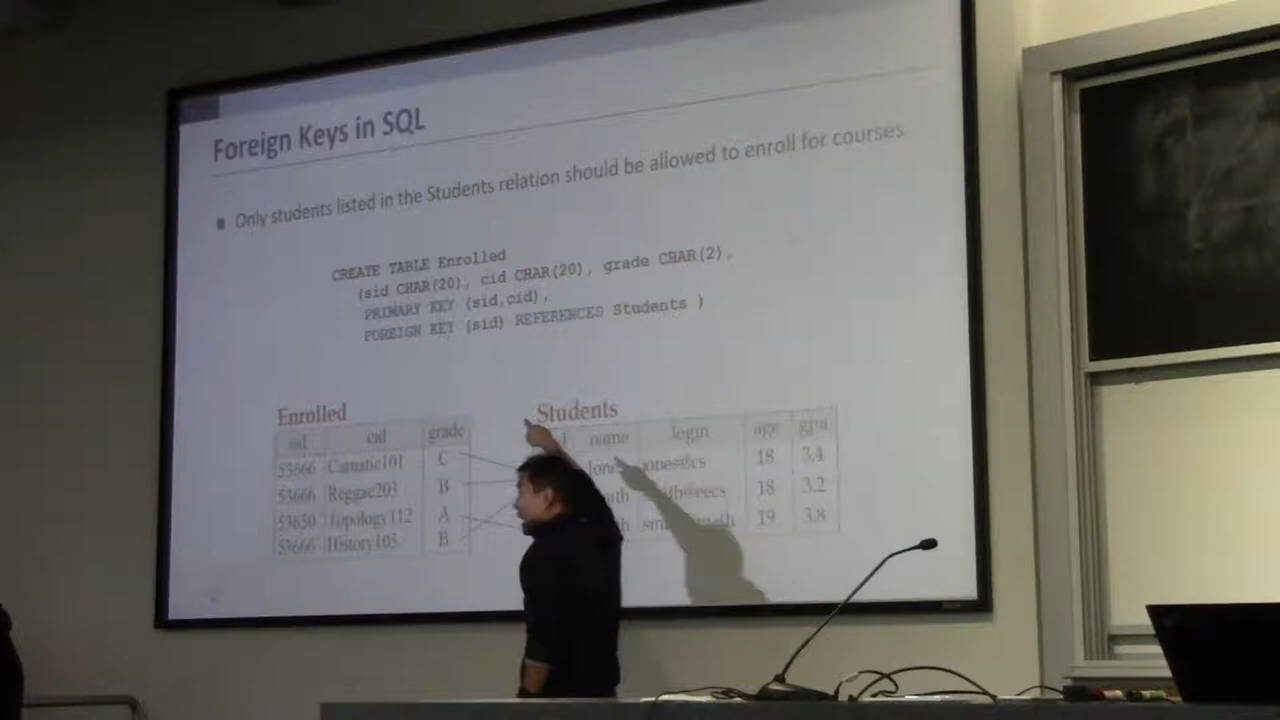 Foreign Keys in SQL
Only students listed in the Students relation should be allowed to enroll for courses
CREATE TABLE Enrolled
(sid CHAR(20), cid CHAR(20), grade CHAR(2),
PRIMARY KEY (sid,cid),
FOREIGN KEY (sid) REFERENCES Students )
Enrolled
sid cid grade
53666 Carnatic101 C
53666 Reggae203 B
53650 Topology112 A
53666 History105 B
Students
name login age gpa
jones@cs 18 3.4
18 3.2
19 3.8